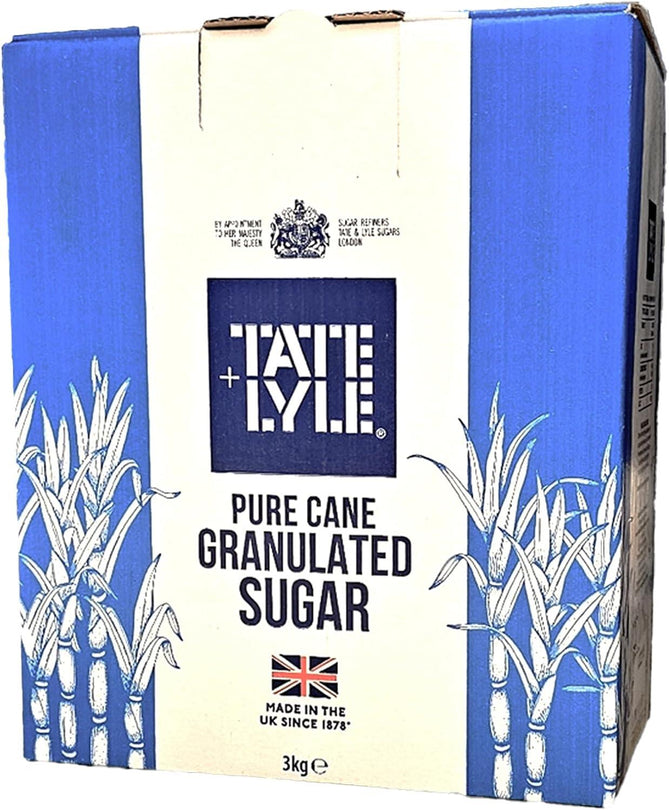 BY APPOINTMENT
TO HER MAJESTY
THE QUEEN
SUGAR REFINERS
TATE & LYLE SUGARS
LONDON
TATE
+
LYLE®
PURE CANE
GRANULATED
SUGAR
MADE IN THE
UK SINCE 1878*
3kg ℮